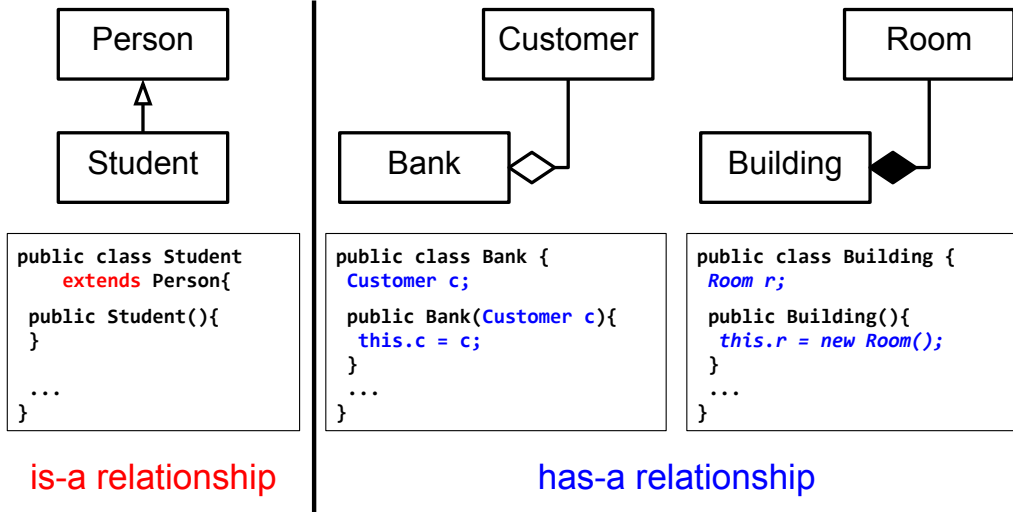 Person
Student
public class Student
extends Person{
public Student(){
}
...
}
is-a relationship
Customer
Bank
public class Bank {
Customer c;
public Bank(Customer c){
this.c = c;
}
...
}
Room
Building
public class Building {
Room r;
public Building(){
this.r = new Room();
}
...
}
has-a relationship